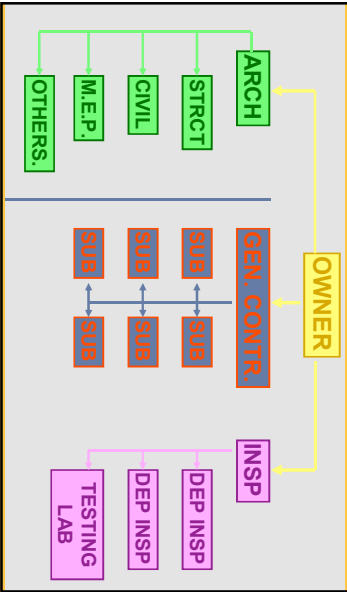 OWNER
ARCH
GEN. CONTR.
INSP
STRCT
SUB
SUB
DEP INSP
CIVIL
SUB
SUB
DEP INSP
M.E.P.
SUB
SUB
TESTING
LAB
OTHERS.